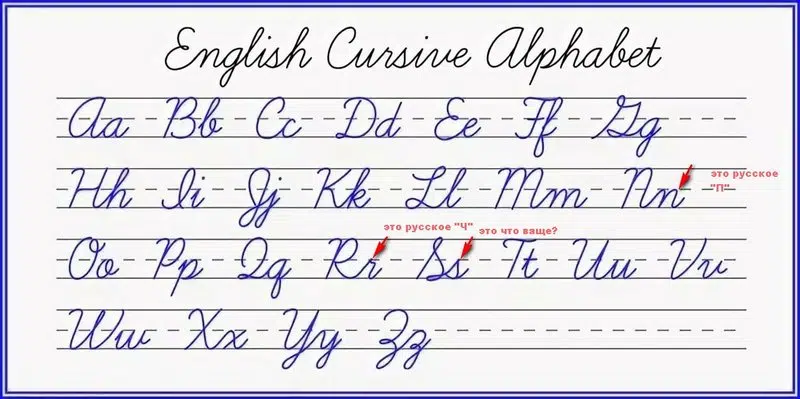 English Cursive Alphabet
Aa Bb Cc Dd Ee Ff Gg
Hh Ii Jj Kk Ll Mm Nn
это русское
"П"
это русское "Ч"
это что ваще?
Oo Pp Qq Rr Ss Tt Uu Vv
Ww Xx Yy Zz